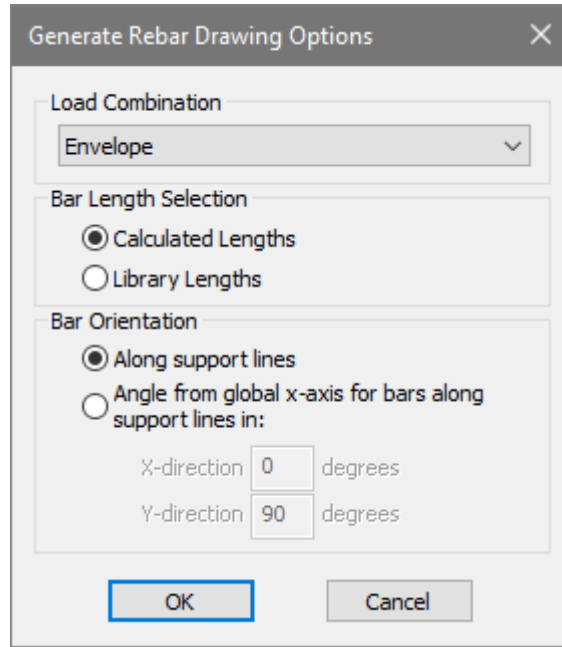 Generate Rebar Drawing Options
Load Combination
Envelope
Bar Length Selection
Calculated Lengths
Library Lengths
Bar Orientation
Along support lines
Angle from global x-axis for bars along
support lines in:
X-direction 0 degrees
Y-direction 90 degrees
OK Cancel